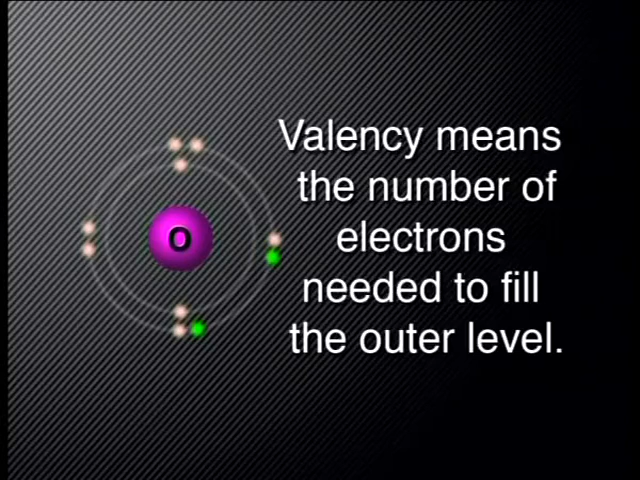 O
Valency means
the number of
electrons
needed to fill
the outer level.